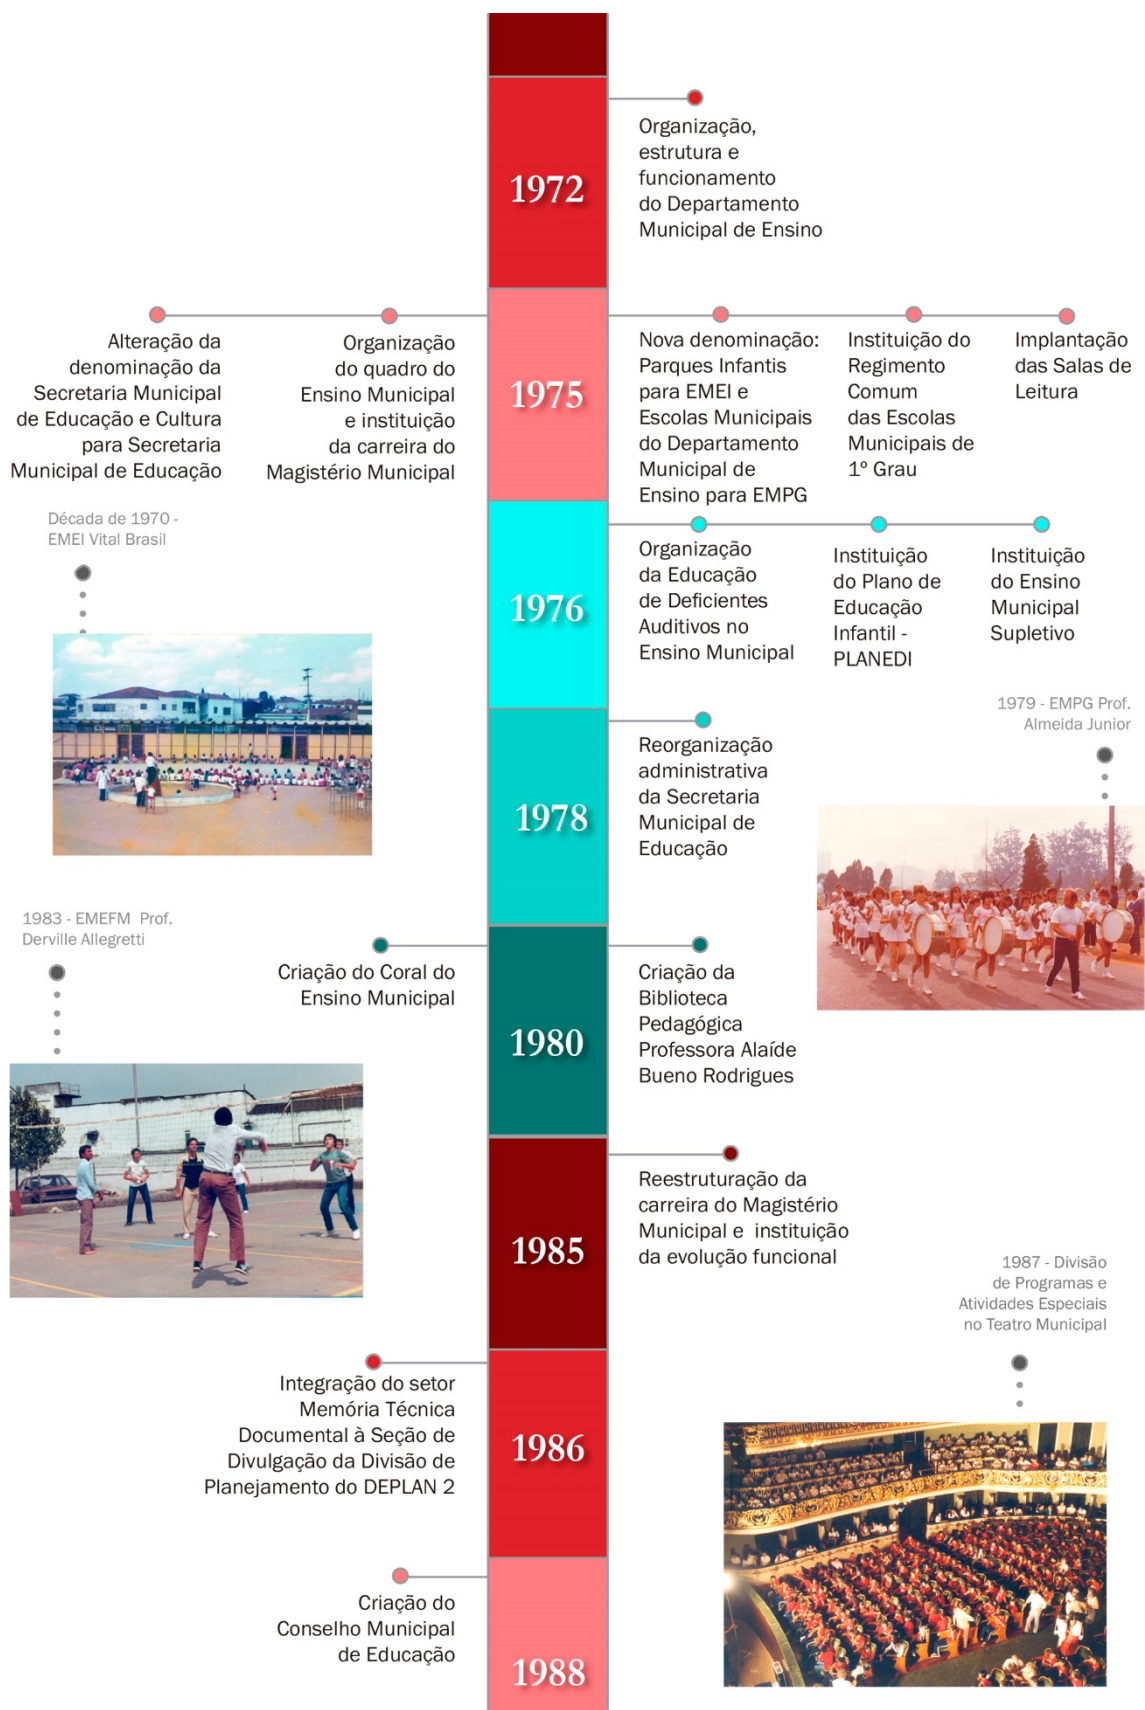 1972
Organização,
estrutura e
funcionamento
do Departamento
Municipal de Ensino
1975
Alteração da
denominação da
Secretaria Municipal
de Educação e Cultura
para Secretaria
Municipal de Educação
Organização
do quadro do
Ensino Municipal
e instituição
da carreira do
Magistério Municipal
Nova denominação:
Parques Infantis
para EMEI e
Escolas Municipais
do Departamento
Municipal de
Ensino para EMPG
Instituição do
Regimento
Comum
das Escolas
Municipais de
1º Grau
Implantação
das Salas de
Leitura
Década de 1970 -
EMEI Vital Brasil
1976
Organização
da Educação
de Deficientes
Auditivos no
Ensino Municipal
Instituição
do Plano de
Educação
Infantil -
PLANEDI
Instituição
do Ensino
Municipal
Supletivo
1979 - EMPG Prof.
Almeida Junior
1978
Reorganização
administrativa
da Secretaria
Municipal de
Educação
1983 - EMEFM Prof.
Derville Allegretti
1980
Criação do Coral do
Ensino Municipal
Criação da
Biblioteca
Pedagógica
Professora Alaíde
Bueno Rodrigues
1985
Reestruturação da
carreira do Magistério
Municipal e instituição
da evolução funcional
1987 - Divisão
de Programas e
Atividades Especiais
no Teatro Municipal
1986
Integração do setor
Memória Técnica
Documental à Seção de
Divulgação da Divisão de
Planejamento do DEPLAN 2
1988
Criação do
Conselho Municipal
de Educação